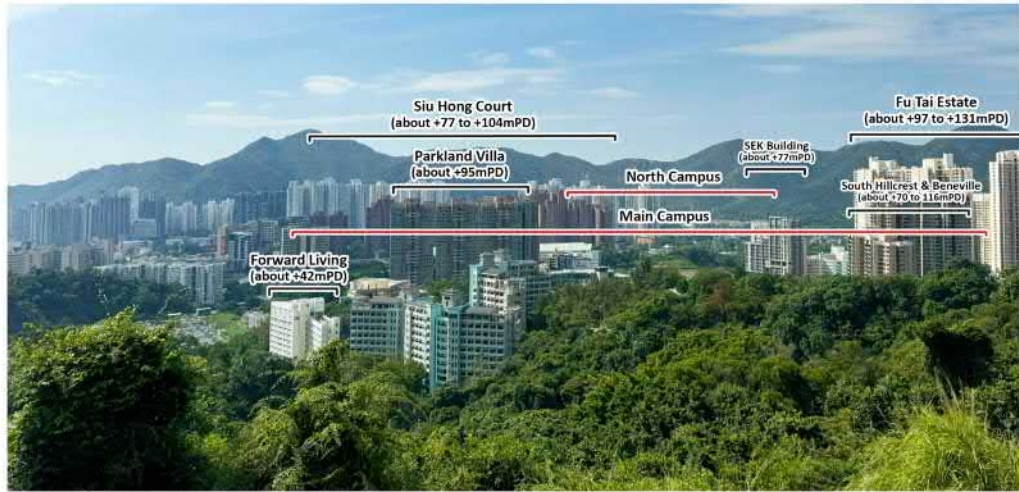 Siu Hong Court
(about +77 to +104mPD)
Fu Tai Estate
(about +97 to +131mPD)
Parkland Villa
(about +95mPD)
SEK Building
(about +77mPD)
North Campus
South Hillcrest & Beneville
(about +70 to 116mPD)
Main Campus
Forward Living
(about +42mPD)